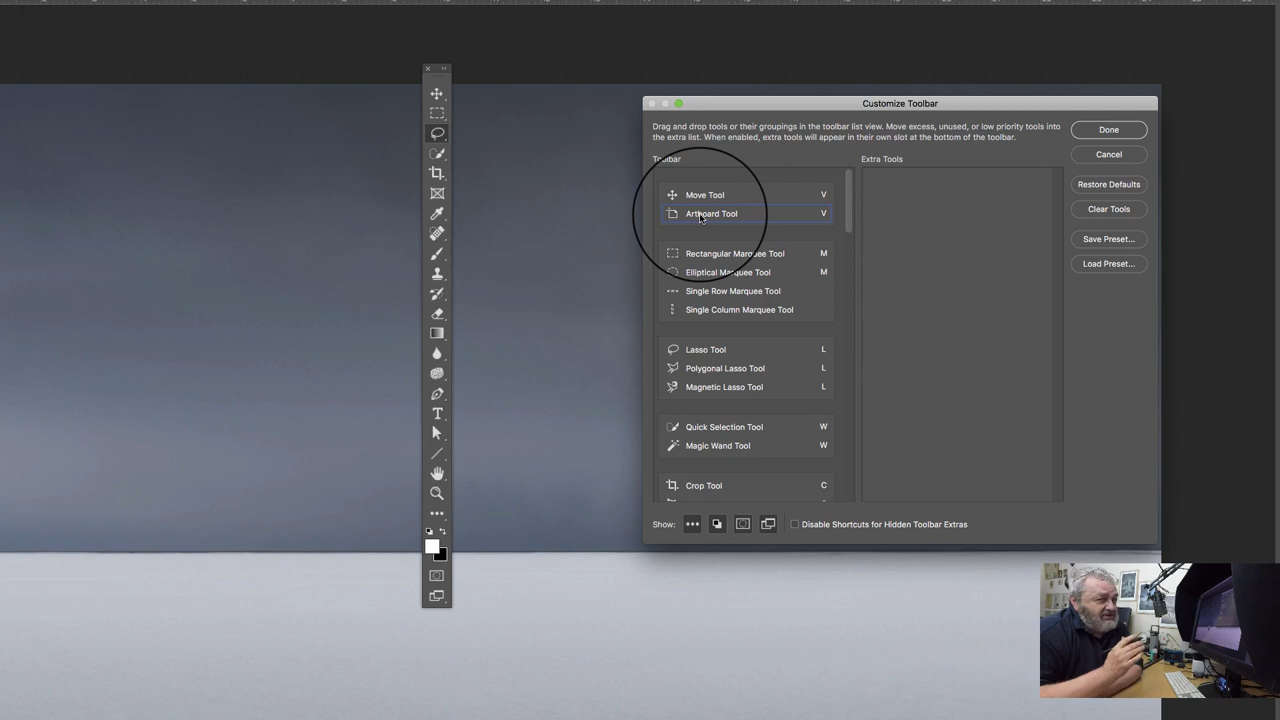 Customize Toolbar
Drag and drop tools or their groupings in the toolbar list view. Move excess, unused, or low priority tools into
the extra list. When enabled, extra tools will appear in their own slot at the bottom of the toolbar.
Done
Cancel
Restore Defaults
Clear Tools
Save Preset...
Load Preset...
Toolbar
Extra Tools
Move Tool V
Artboard Tool V
Rectangular Marquee Tool M
Elliptical Marquee Tool M
Single Row Marquee Tool
Single Column Marquee Tool
Lasso Tool L
Polygonal Lasso Tool L
Magnetic Lasso Tool L
Quick Selection Tool W
Magic Wand Tool W
Crop Tool C
Show:
Disable Shortcuts for Hidden Toolbar Extras